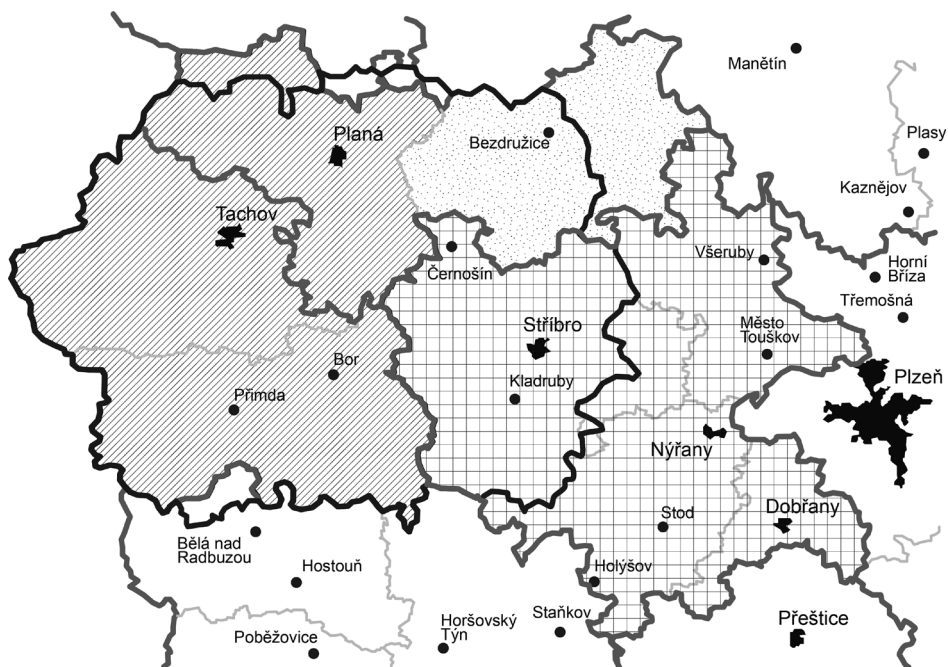 Manětín
Plasy
Planá
Bezdružice
Kaznějov
Tachov
Černošín
Všeruby
Horní
Bříza
Třemošná
Stříbro
Město
Touškov
Bor
Plzeň
Přimda
Kladruby
Nýřany
Dobřany
Stod
Bělá nad
Radbuzou
Hostouň
Holýšov
Poběžovice
Horšovský
Týn
Staňkov
Přeštice